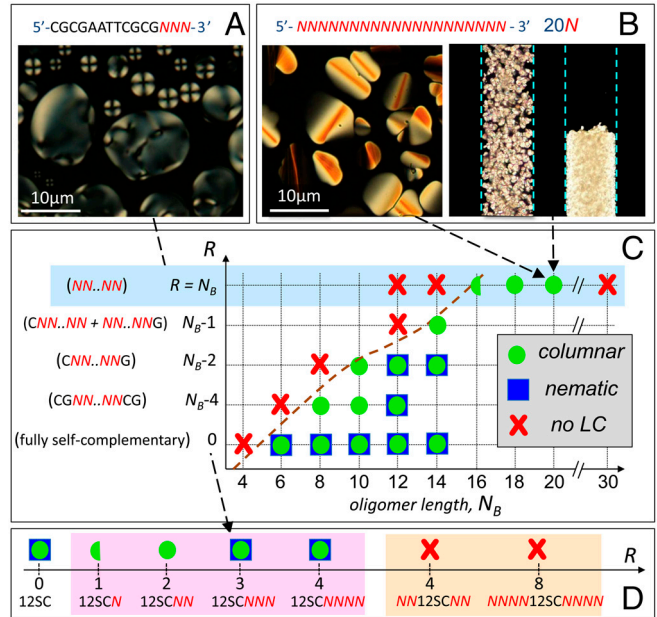 A
5'-CGCGAATTCGCGNNN-3'
10μm
B
5'- NNNNNNNNNNNNNNNNNNNN - 3' 20N
10μm
C
R
(NN..NN) R = NB
(CNN..NN + NN..NNG) NB-1
(CNN..NNG) NB-2
(CGNN..NNCG) NB-4
(fully self-complementary) 0
columnar
nematic
no LC
4 6 8 10 12 14 16 18 20 30
oligomer length, NB
D
R
0 1 2 3 4 4 8
12SC 12SCN 12SCNN 12SCNNN 12SCNNNN NN12SCNN NNNN12SCNNNN